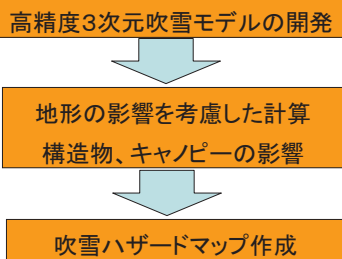 高精度3次元吹雪モデルの開発
地形の影響を考慮した計算
構造物、キャノピーの影響
吹雪ハザードマップ作成